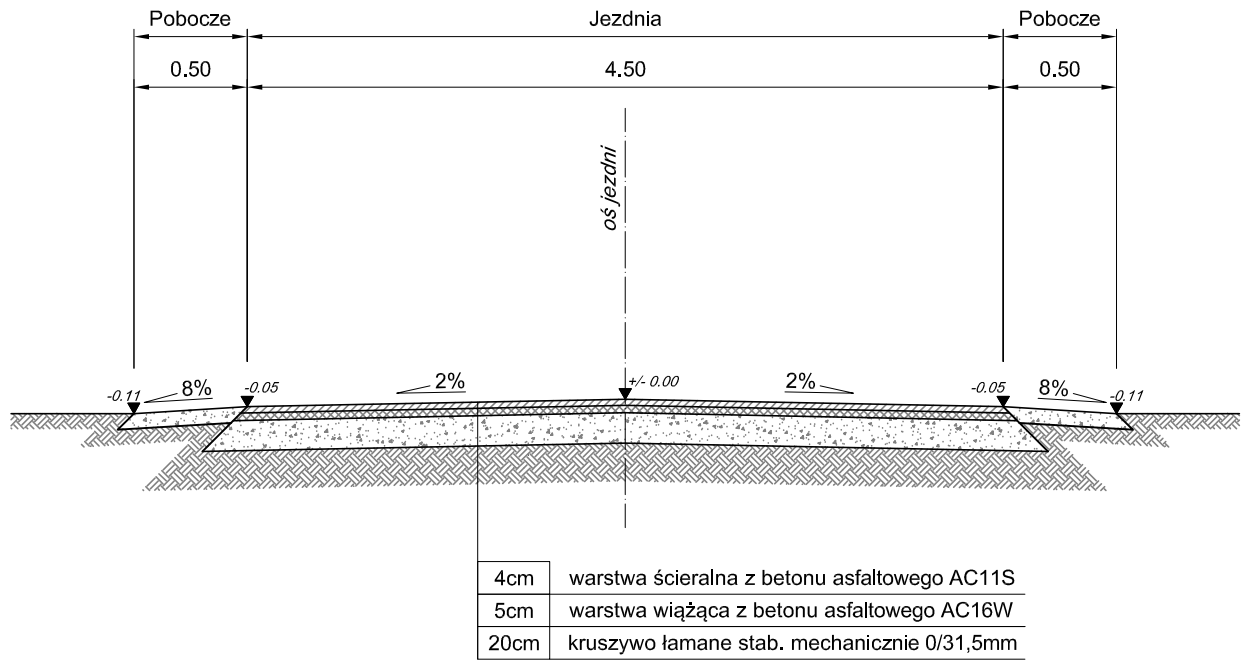 Pobocze Jezdnia Pobocze
0.50 4.50 0.50
oś jezdni
-0.11 8% -0.05 2% +/- 0.00 2% -0.05 8% -0.11
4cm warstwa ścieralna z betonu asfaltowego AC11S
5cm warstwa wiążąca z betonu asfaltowego AC16W
20cm kruszywo łamane stab. mechanicznie 0/31,5mm